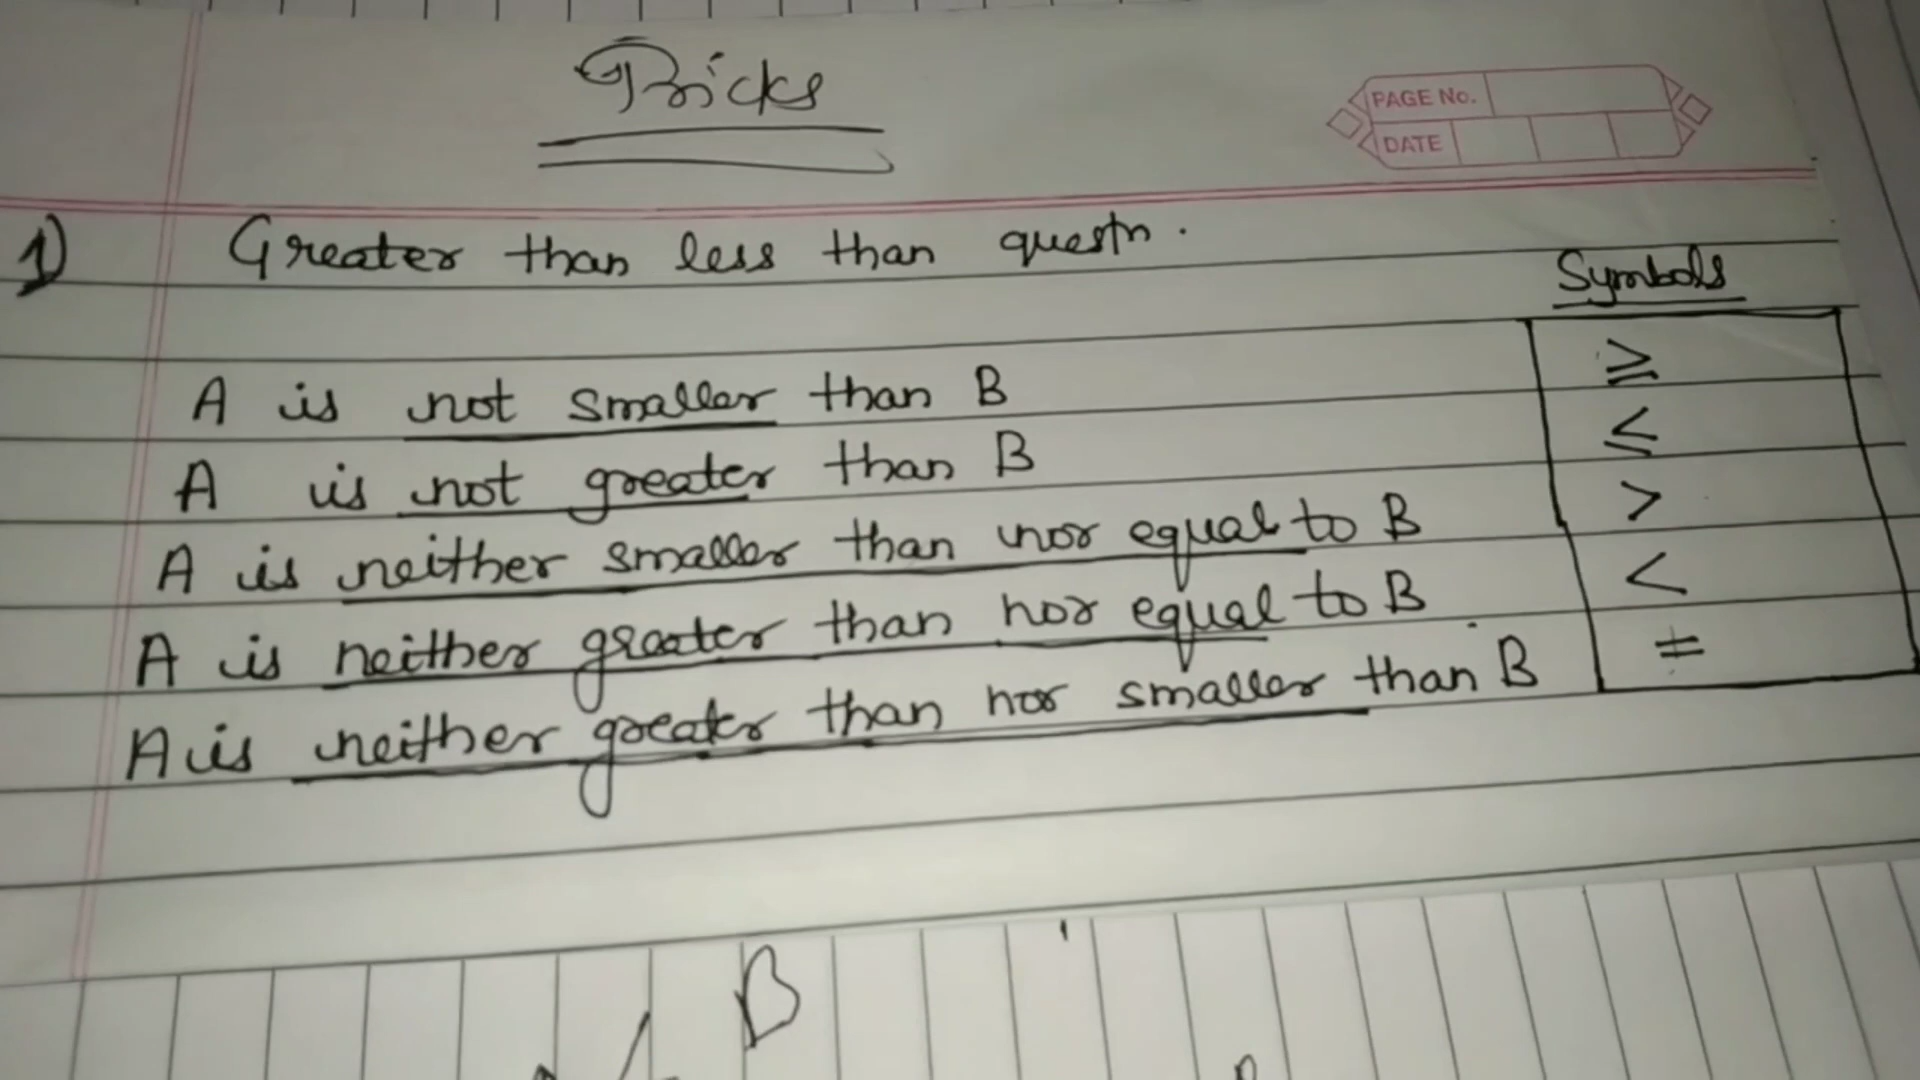 Tricks
PAGE No.
DATE
1) Greater than less than questn.
Symbols
A is not smaller than B ≥
A is not greater than B ≤
A is neither smaller than nor equal to B >
A is neither greater than nor equal to B <
A is neither greater than nor smaller than B =
B